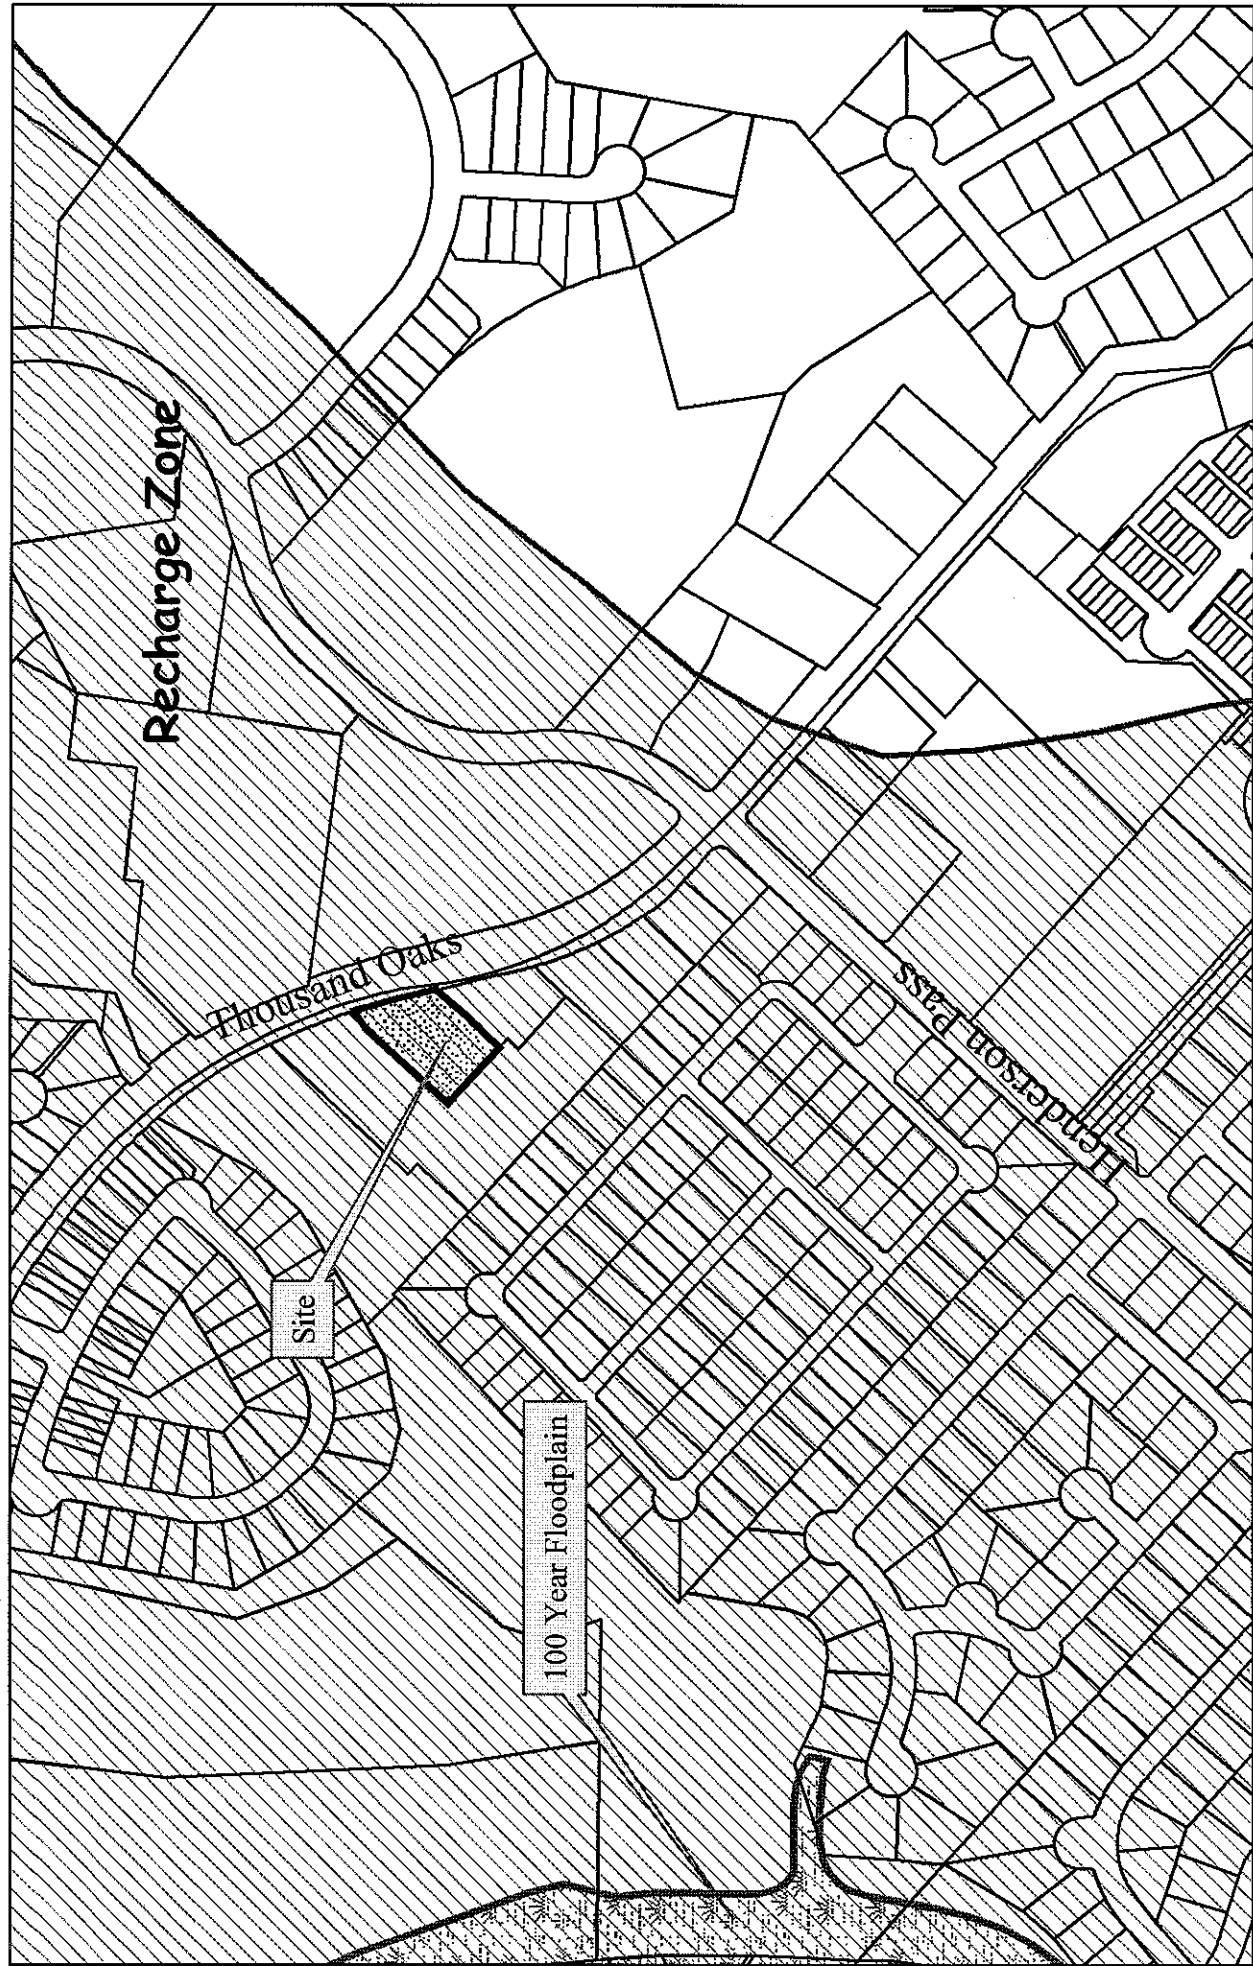 Recharge Zone
Thousand Oaks
Henderson Pass
Site
100 Year Floodplain